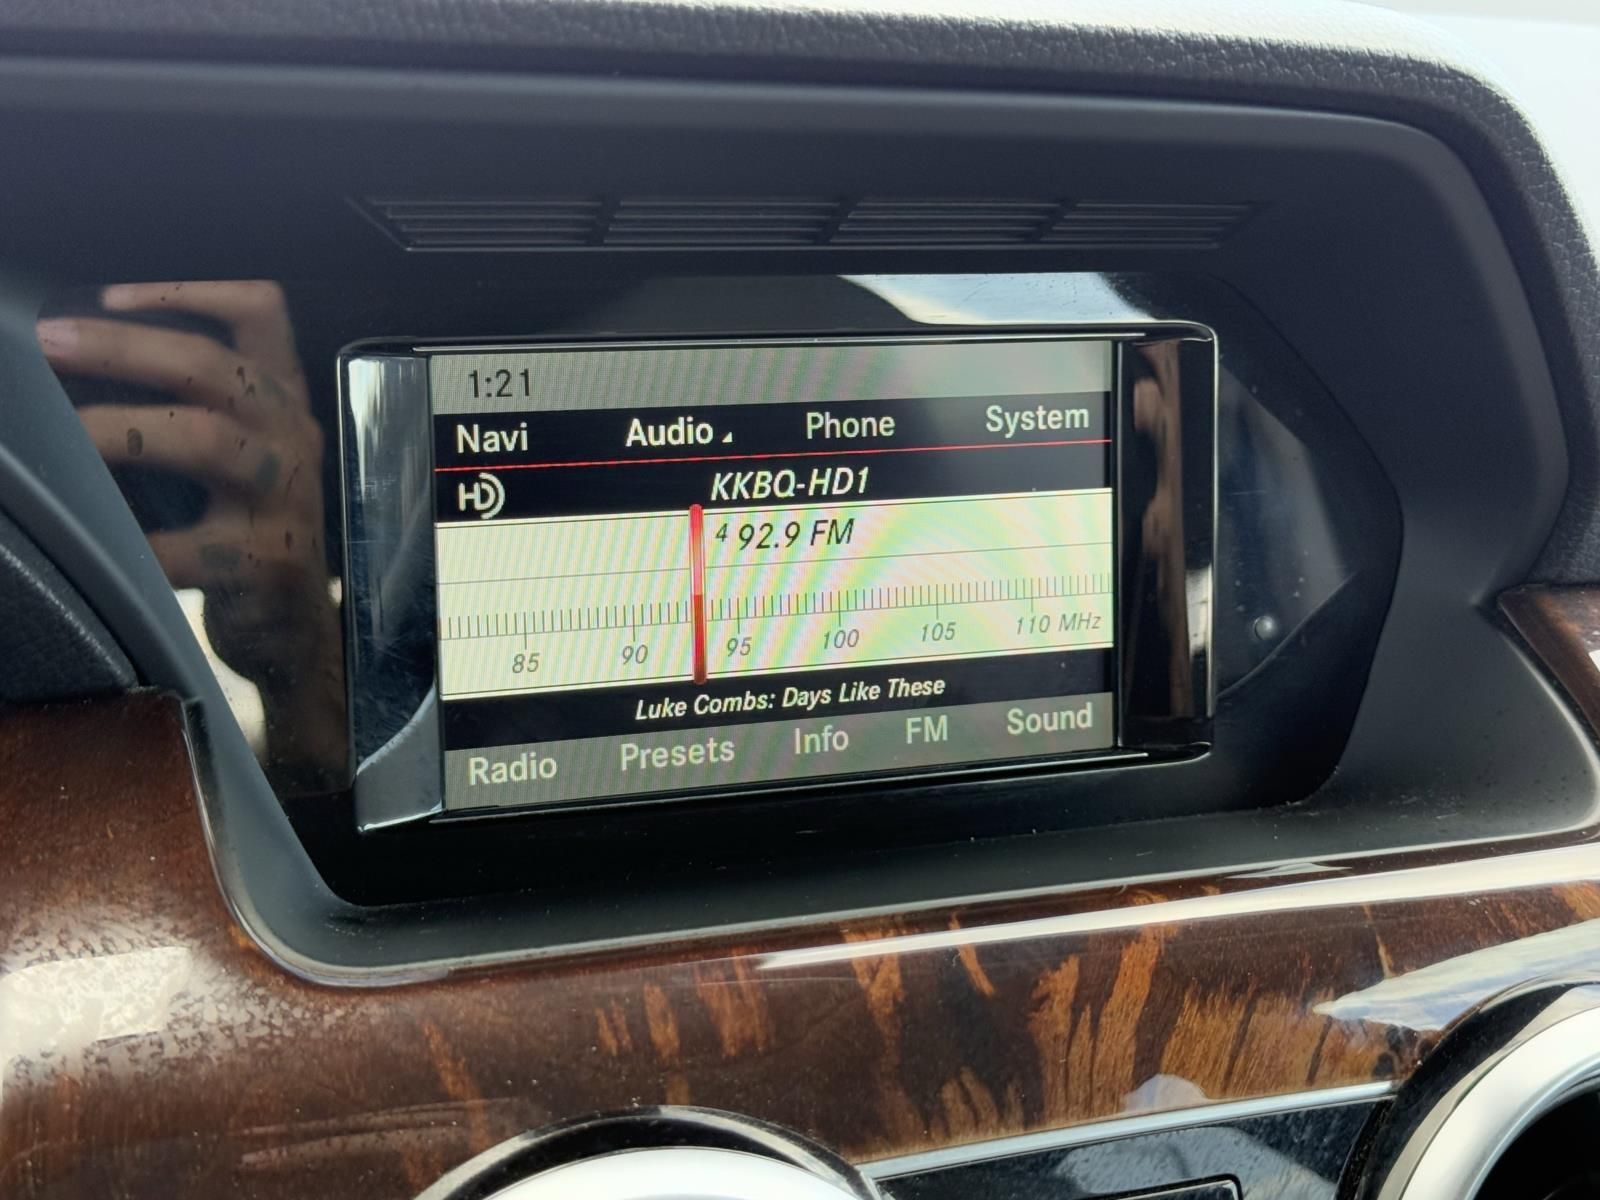 1:21
Navi Audio Phone System
HD KKBQ-HD1
4 92.9 FM
85 90 95 100 105 110 MHz
Luke Combs: Days Like These
Radio Presets Info FM Sound